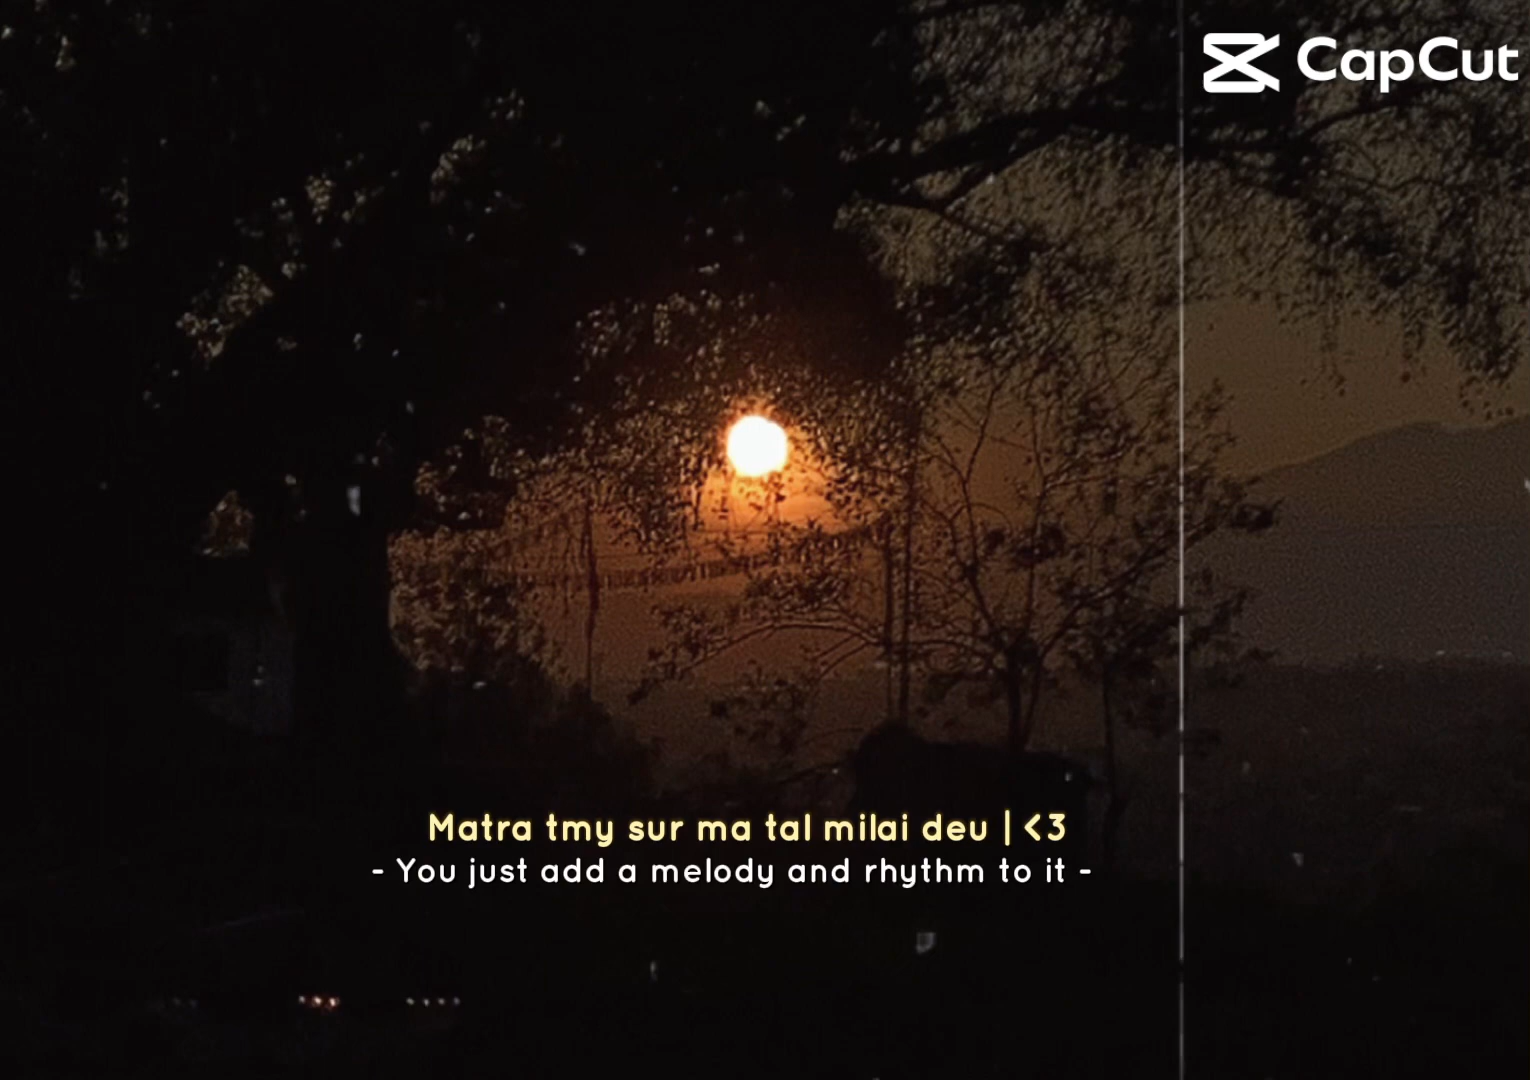 CapCut
Matra tmy sur ma tal milai deu | <3
- You just add a melody and rhythm to it -